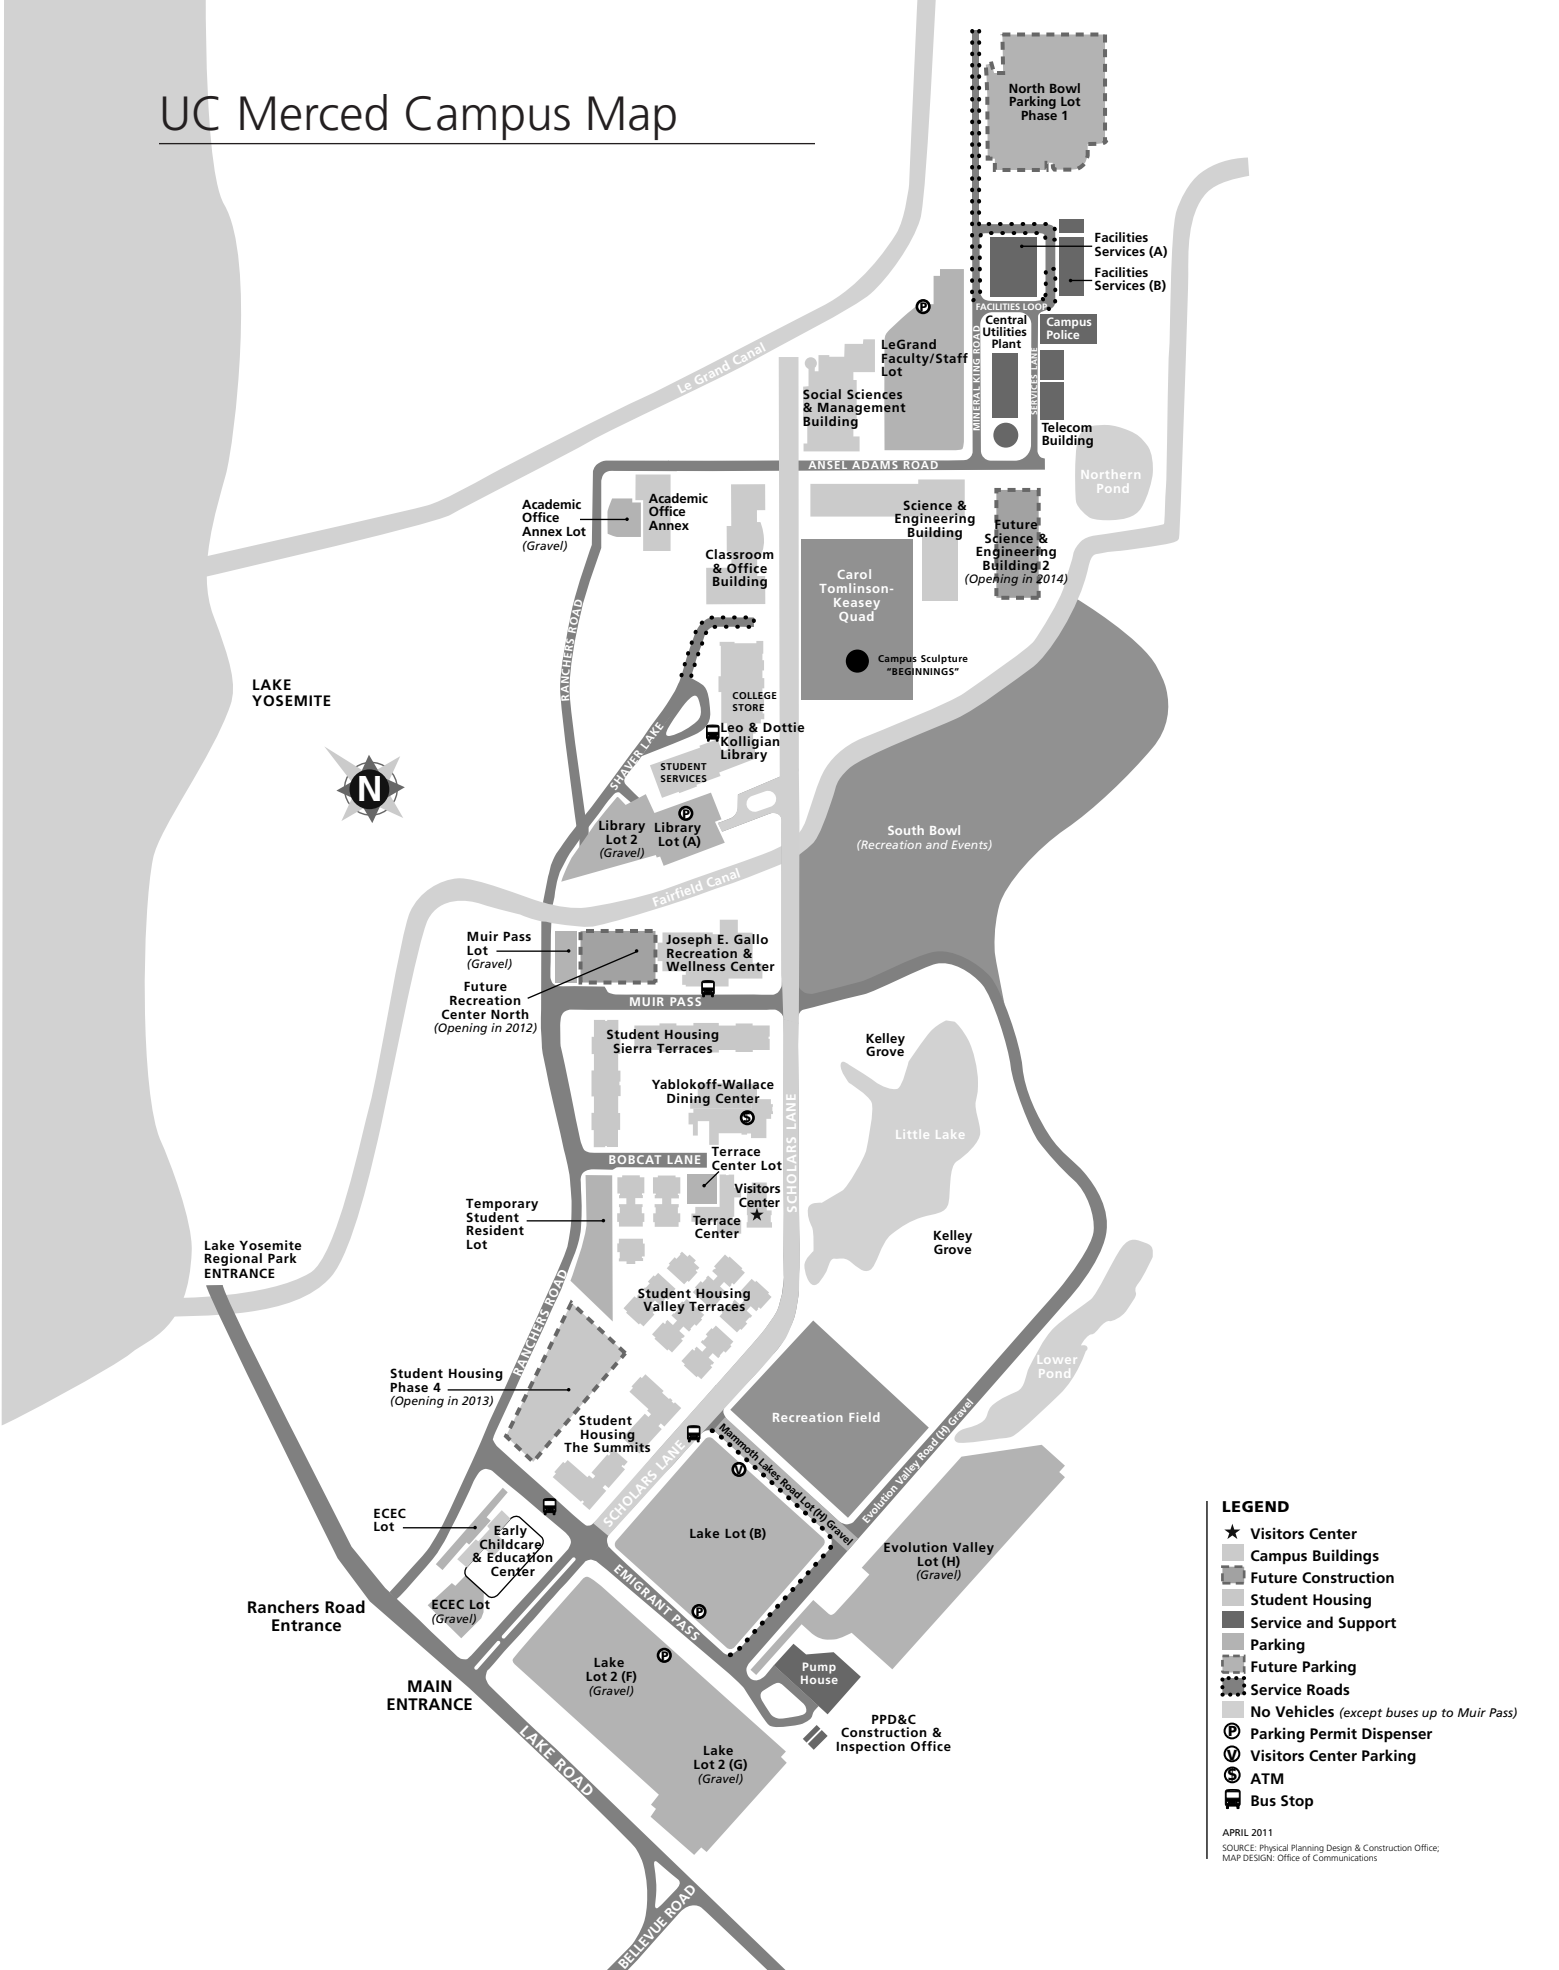 UC Merced Campus Map
North Bowl
Parking Lot
Phase 1
Facilities
Services (A)
Facilities
Services (B)
FACILITIES LOOP
Central
Utilities
Plant
Campus
Police
MINERAL KING ROAD
SERVICES LANE
Telecom
Building
P
LeGrand
Faculty/Staff
Lot
Le Grand Canal
Social Sciences
& Management
Building
ANSEL ADAMS ROAD
Northern
Pond
Academic
Office
Annex Lot
(Gravel)
Academic
Office
Annex
Science &
Engineering
Building
Future
Science &
Engineering
Building 2
(Opening in 2014)
Classroom
& Office
Building
Carol
Tomlinson-
Keasey
Quad
RANCHERS ROAD
Campus Sculpture
“BEGINNINGS”
LAKE
YOSEMITE
COLLEGE
STORE
Leo & Dottie
Kolligian
Library
SHAVER LAKE
STUDENT
SERVICES
N
P
Library
Lot 2
(Gravel)
Library
Lot (A)
South Bowl
(Recreation and Events)
Fairfield Canal
Muir Pass
Lot
(Gravel)
Joseph E. Gallo
Recreation &
Wellness Center
Future
Recreation
Center North
(Opening in 2012)
MUIR PASS
Student Housing
Sierra Terraces
Kelley
Grove
Yablokoff-Wallace
Dining Center
$
Little Lake
SCHOLARS LANE
BOBCAT LANE
Terrace
Center Lot
Visitors
Center
Terrace
Center
Temporary
Student
Resident
Lot
Kelley
Grove
Lake Yosemite
Regional Park
ENTRANCE
RANCHERS ROAD
Student Housing
Valley Terraces
Lower
Pond
Student Housing
Phase 4
(Opening in 2013)
Student
Housing
The Summits
Recreation Field
SCHOLARS LANE
Mammoth Lakes Road Lot (H) Gravel
Evolution Valley Road (H) Gravel
V
ECEC
Lot
Early
Childcare
& Education
Center
Lake Lot (B)
Evolution Valley
Lot (H)
(Gravel)
EMIGRANT PASS
P
ECEC Lot
(Gravel)
Ranchers Road
Entrance
P
Lake
Lot 2 (F)
(Gravel)
Pump
House
MAIN
ENTRANCE
PPD&C
Construction &
Inspection Office
LAKE ROAD
Lake
Lot 2 (G)
(Gravel)
BELLEVUE ROAD
LEGEND
Visitors Center
Campus Buildings
Future Construction
Student Housing
Service and Support
Parking
Future Parking
Service Roads
No Vehicles (except buses up to Muir Pass)
P Parking Permit Dispenser
V Visitors Center Parking
$ ATM
Bus Stop
APRIL 2011
SOURCE: Physical Planning Design & Construction Office;
MAP DESIGN: Office of Communications